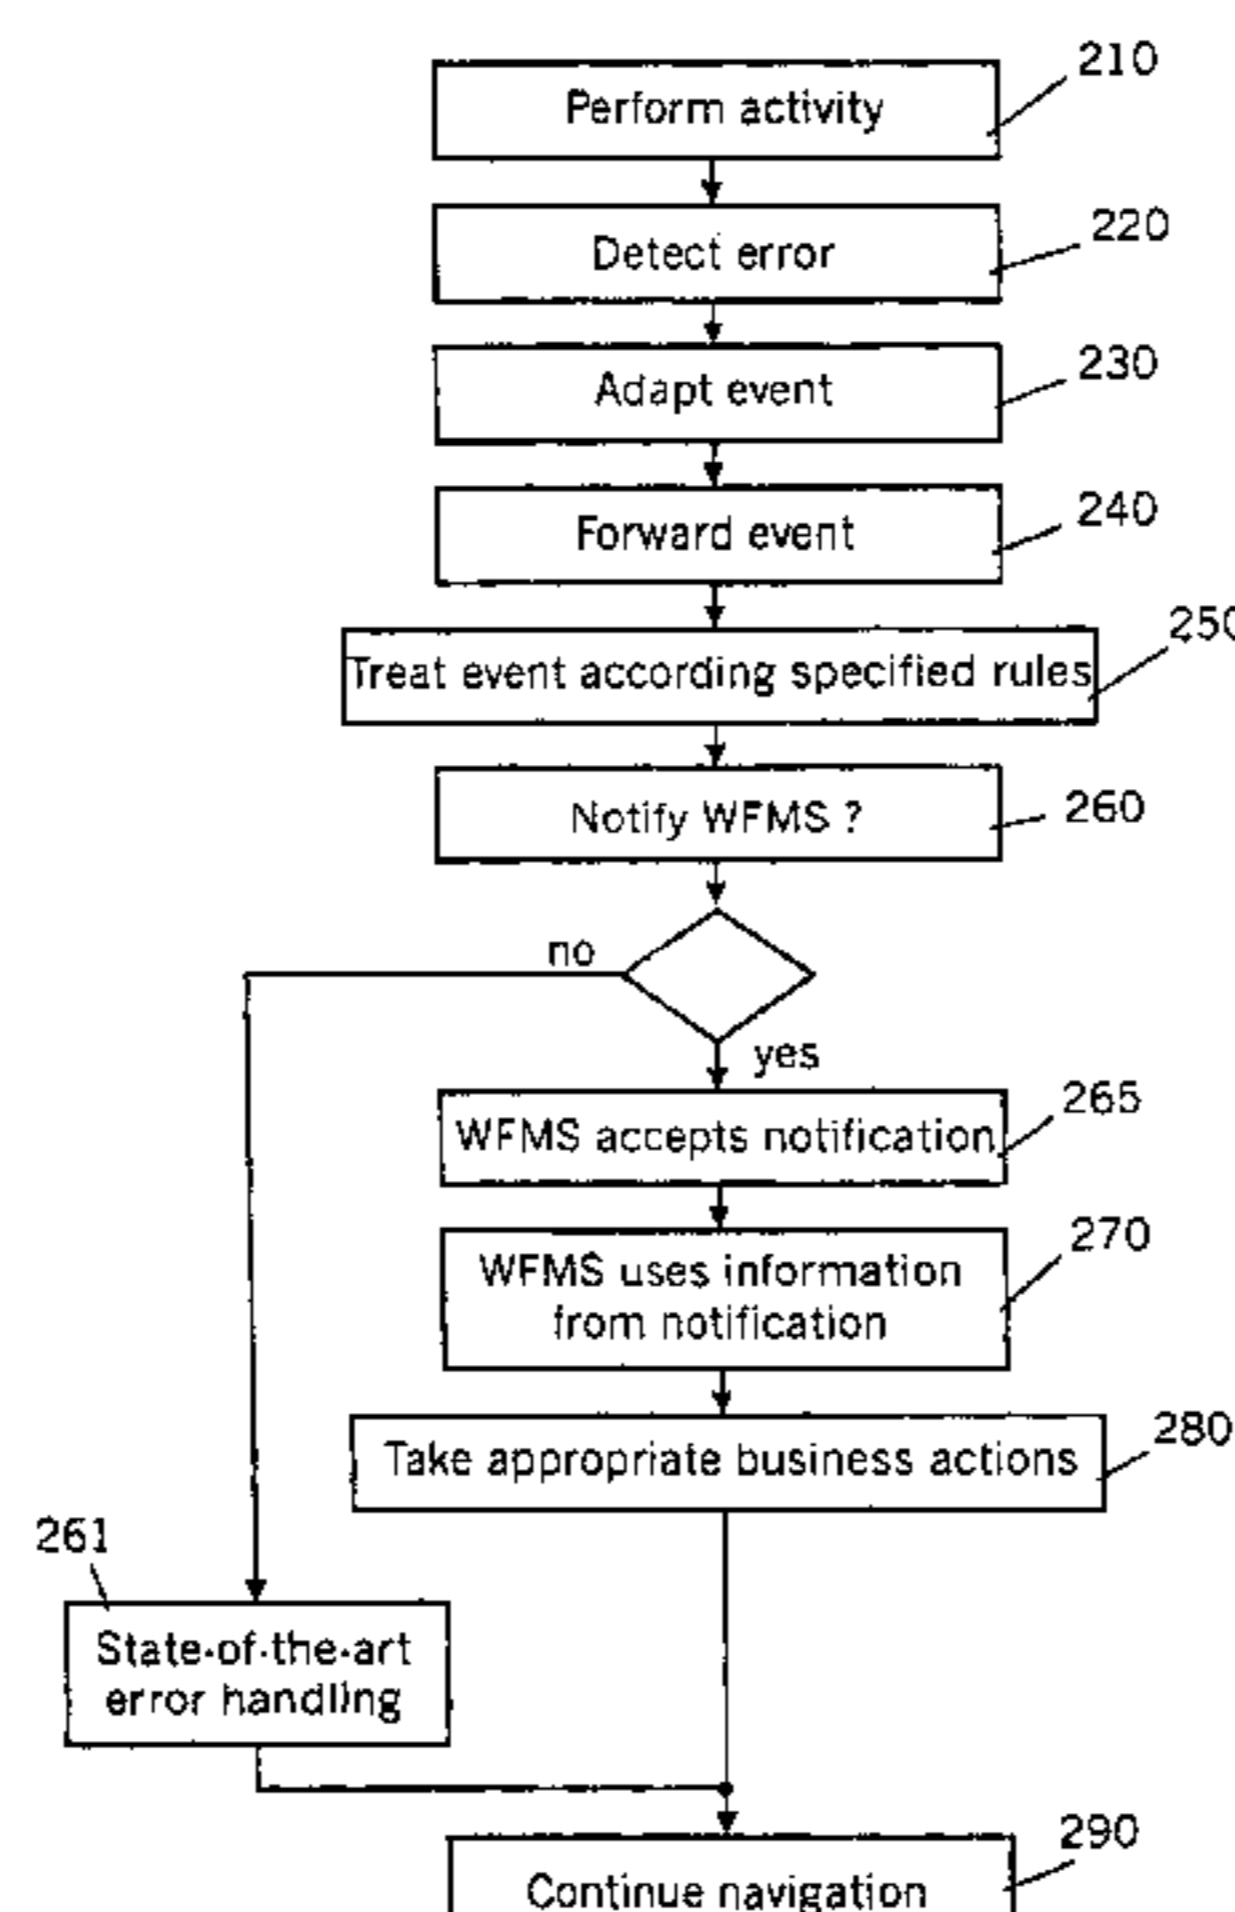 210
Perform activity
220
Detect error
230
Adapt event
240
Forward event
250
Treat event according specified rules
260
Notify WFMS ?
no
yes
265
WFMS accepts notification
270
WFMS uses information
from notification
280
Take appropriate business actions
261
State-of-the-art
error handling
290
Continue navigation